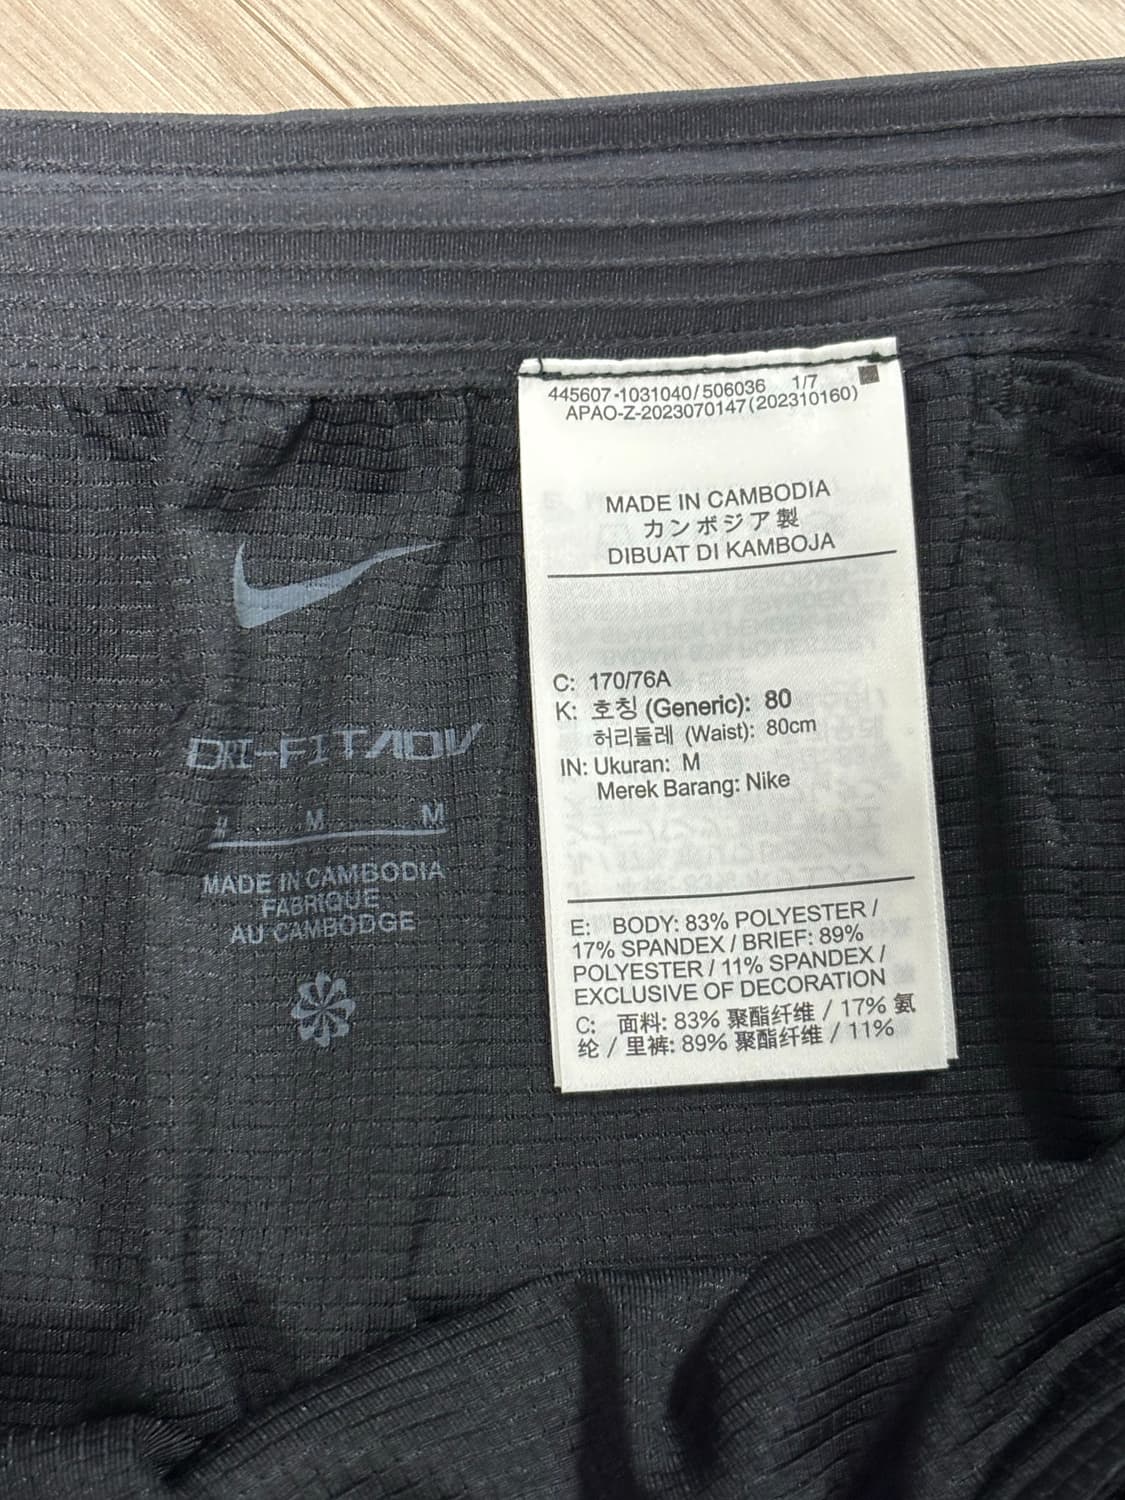 DRI-FIT ADV
M M M
MADE IN CAMBODIA
FABRIQUE
AU CAMBODGE
445607-1031040/506036 1/7
APAO-Z-2023070147(202310160)
MADE IN CAMBODIA
カンボジア製
DIBUAT DI KAMBOJA
C: 170/76A
K: 호칭 (Generic): 80
허리둘레 (Waist): 80cm
IN: Ukuran: M
Merek Barang: Nike
E: BODY: 83% POLYESTER /
17% SPANDEX / BRIEF: 89%
POLYESTER / 11% SPANDEX /
EXCLUSIVE OF DECORATION
C: 面料: 83% 聚酯纤维 / 17% 氨
纶 / 里裤: 89% 聚酯纤维 / 11%